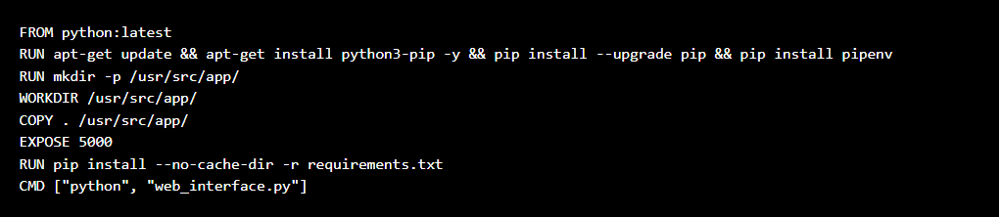 FROM python:latest
RUN apt-get update && apt-get install python3-pip -y && pip install --upgrade pip && pip install pipenv
RUN mkdir -p /usr/src/app/
WORKDIR /usr/src/app/
COPY . /usr/src/app/
EXPOSE 5000
RUN pip install --no-cache-dir -r requirements.txt
CMD ["python", "web_interface.py"]